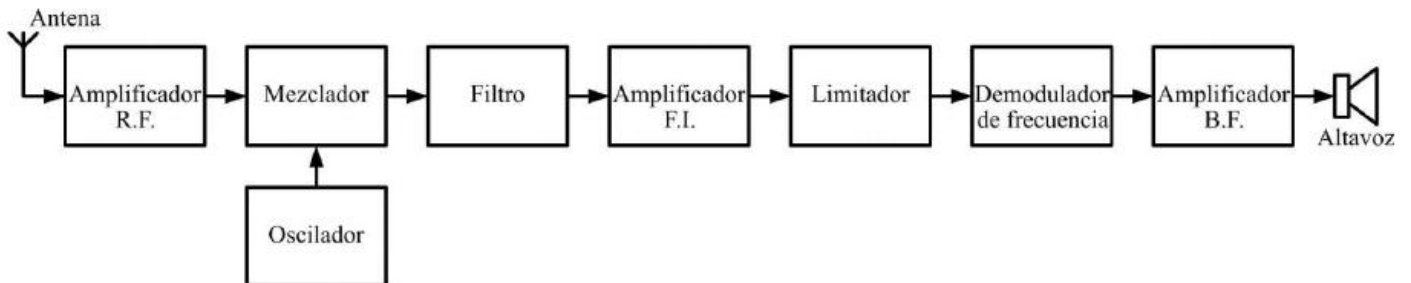 Antena
Amplificador
R.F.
Mezclador
Filtro
Amplificador
F.I.
Limitador
Demodulador
de frecuencia
Amplificador
B.F.
Altavoz
Oscilador